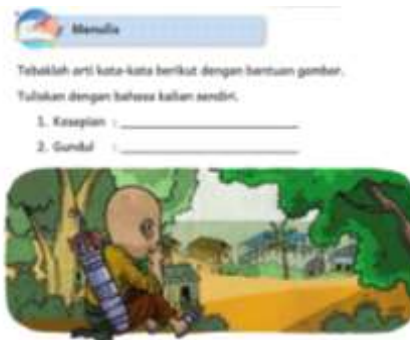 Menulis
Tebaklah arti kata-kata berikut dengan bantuan gambar.
Tuliskan dengan bahasa kalian sendiri.
1. Kesepian :
2. Gundul :